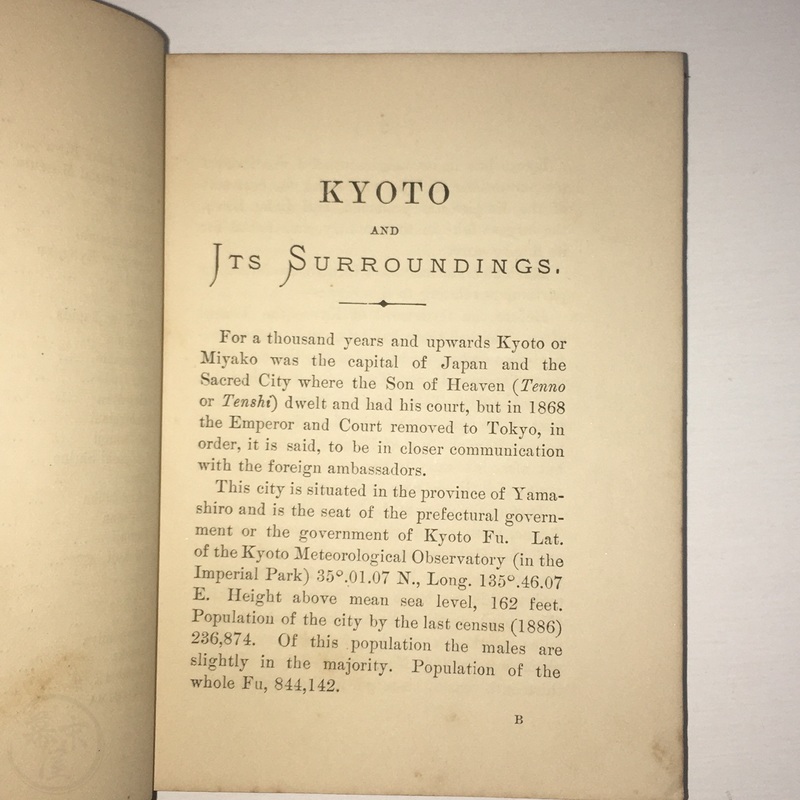 KYOTO
AND
ITS SURROUNDINGS.
For a thousand years and upwards Kyoto or
Miyako was the capital of Japan and the
Sacred City where the Son of Heaven (Tenno
or Tenshi) dwelt and had his court, but in 1868
the Emperor and Court removed to Tokyo, in
order, it is said, to be in closer communication
with the foreign ambassadors.
This city is situated in the province of Yama-
shiro and is the seat of the prefectural govern-
ment or the government of Kyoto Fu. Lat.
of the Kyoto Meteorological Observatory (in the
Imperial Park) 35°.01.07 N., Long. 135°.46.07
E. Height above mean sea level, 162 feet.
Population of the city by the last census (1886)
236,874. Of this population the males are
slightly in the majority. Population of the
whole Fu, 844,142.
B